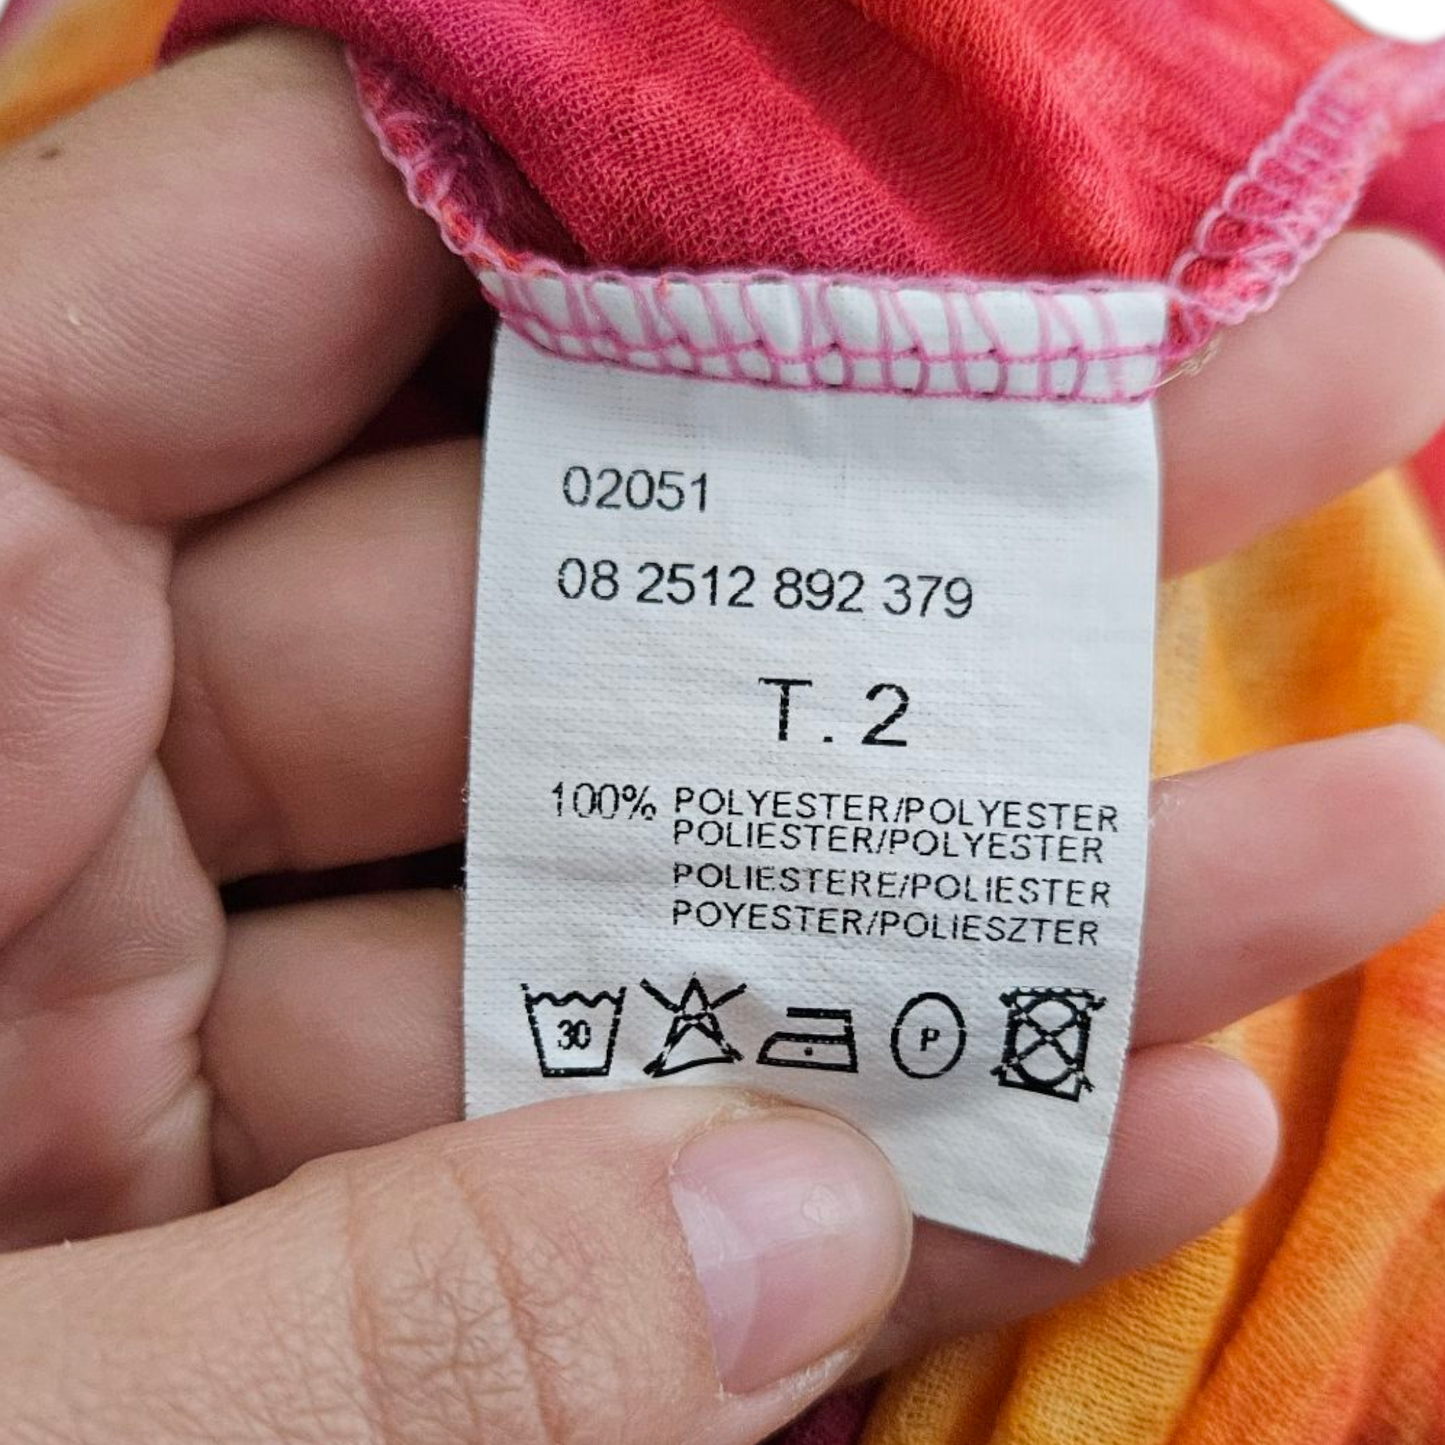 02051
08 2512 892 379
T. 2
100% POLYESTER/POLYESTER
POLIESTER/POLYESTER
POLIESTERE/POLIESTER
POYESTER/POLIESZTER
30 P